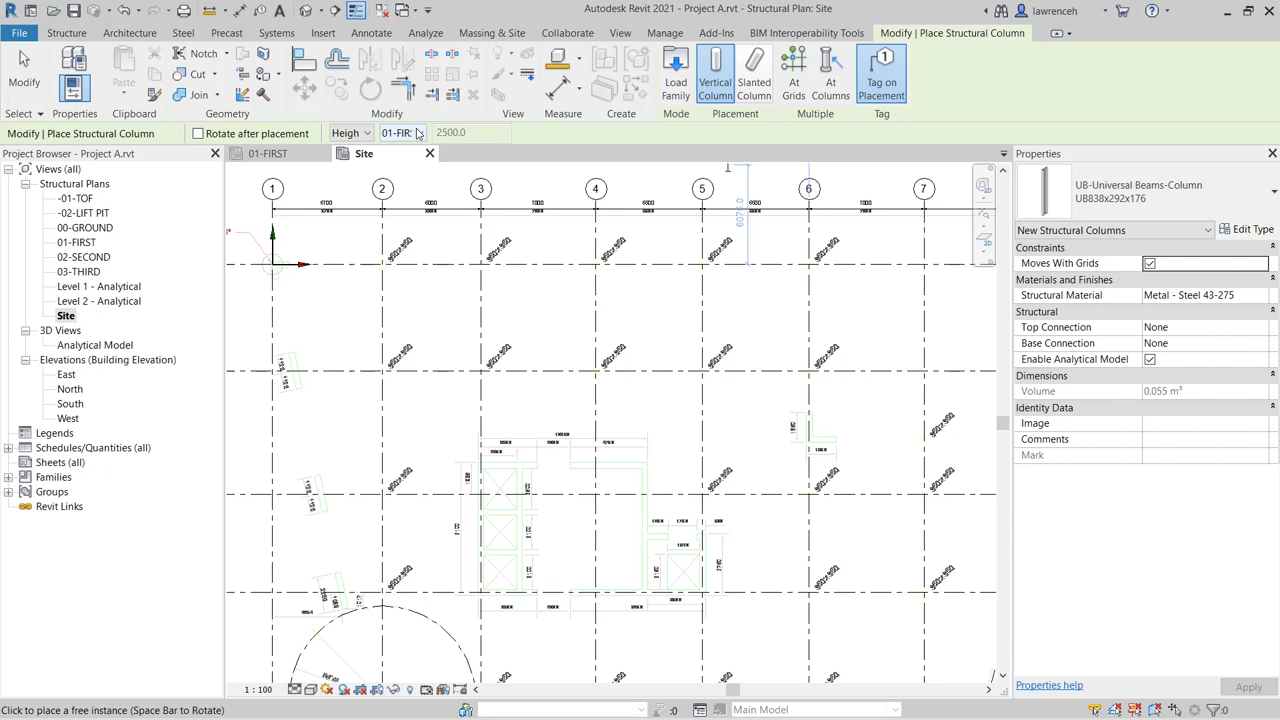 Autodesk Revit 2021 - Project A.rvt - Structural Plan: Site
lawrenceh
File Structure Architecture Steel Precast Systems Insert Annotate Analyze Massing & Site Collaborate View Manage Add-Ins BIM Interoperability Tools Modify | Place Structural Column
Modify
Paste
Notch
Cut
Join
Load Family
Vertical Column
Slanted Column
At Grids
At Columns
Tag on Placement
Select Properties Clipboard Geometry Modify View Measure Create Mode Placement Multiple Tag
Modify | Place Structural Column
Rotate after placement
Heigh
01-FIR:
2500.0
Project Browser - Project A.rvt
Views (all)
Structural Plans
-01-TOF
-02-LIFT PIT
00-GROUND
01-FIRST
02-SECOND
03-THIRD
Level 1 - Analytical
Level 2 - Analytical
Site
3D Views
Analytical Model
Elevations (Building Elevation)
East
North
South
West
Legends
Schedules/Quantities (all)
Sheets (all)
Families
Groups
Revit Links
01-FIRST
Site
1 2 3 4 5 6 7
1 : 100
Properties
UB-Universal Beams-Column
UB838x292x176
New Structural Columns
Edit Type
Constraints
Moves With Grids
Materials and Finishes
Structural Material Metal - Steel 43-275
Structural
Top Connection None
Base Connection None
Enable Analytical Model
Dimensions
Volume 0.055 m³
Identity Data
Image
Comments
Mark
Properties help
Apply
Click to place a free instance (Space Bar to Rotate)
:0
Main Model
:0